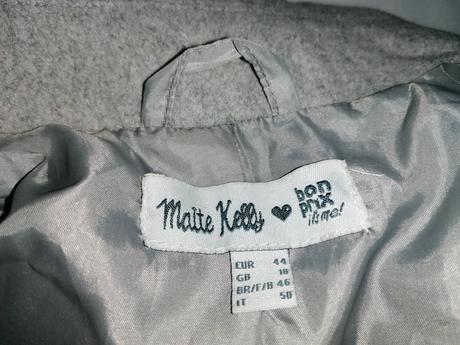 Maite Kelly ♥ bon
prix
it's me!
EUR 44
GB 18
BR/F/B 46
IT 50